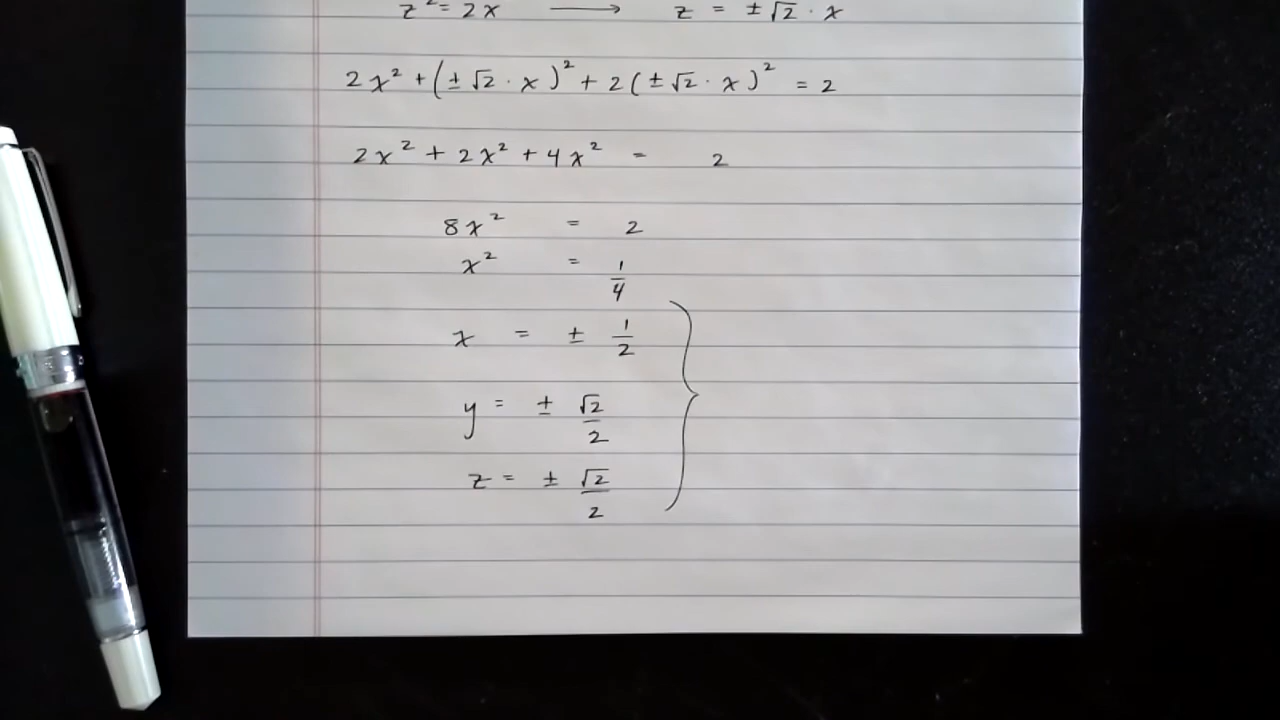 z² = 2x ⟶ z = ±√2 · x
2x² + (±√2 · x)² + 2(±√2 · x)² = 2
2x² + 2x² + 4x² = 2
8x² = 2
x² = 1/4
x = ± 1/2
y = ± √2/2
z = ± √2/2